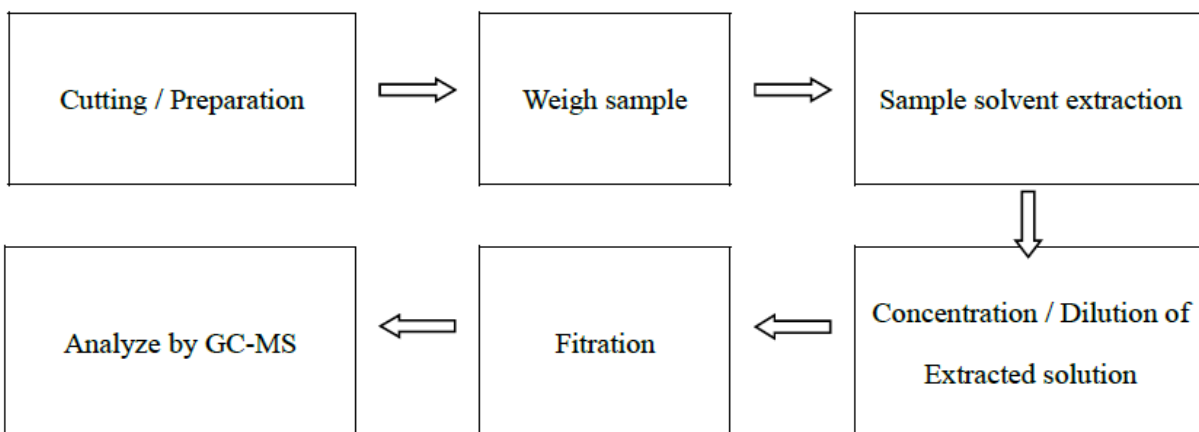 Cutting / Preparation
Weigh sample
Sample solvent extraction
Concentration / Dilution of
Extracted solution
Fitration
Analyze by GC-MS